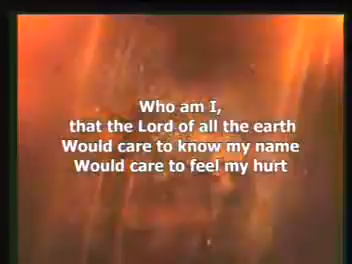 Who am I,
that the Lord of all the earth
Would care to know my name
Would care to feel my hurt